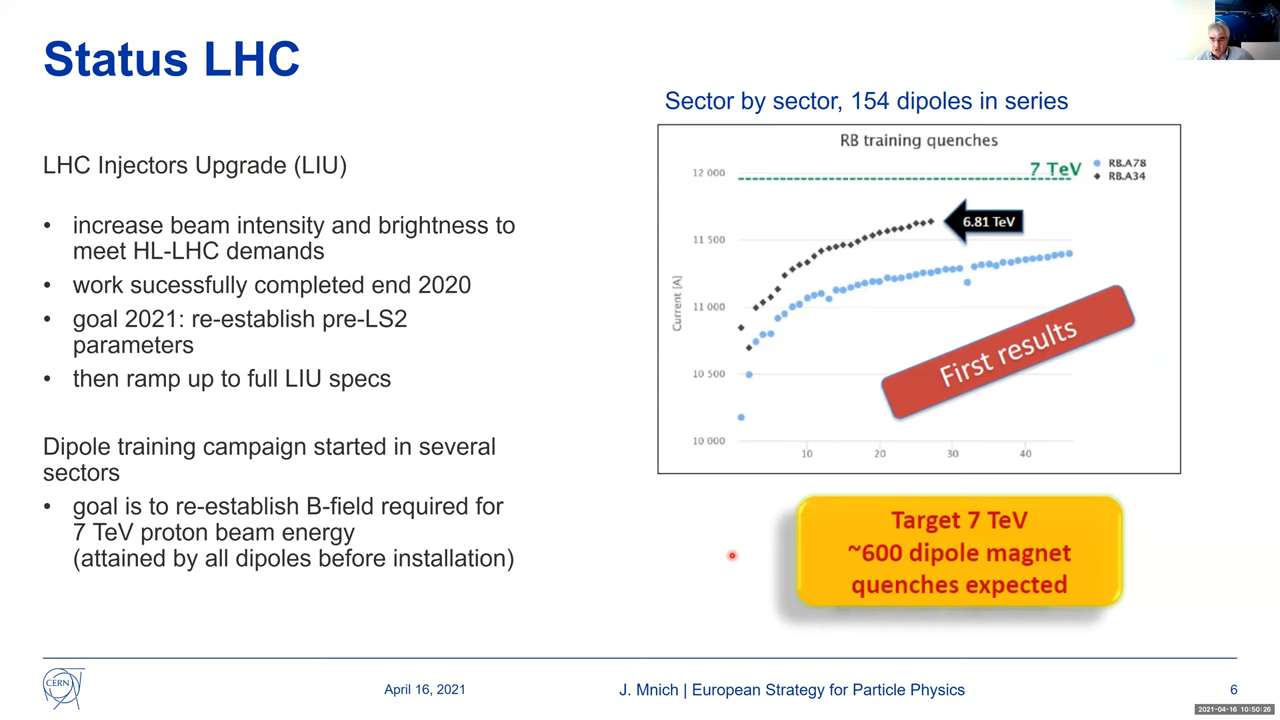 Status LHC
LHC Injectors Upgrade (LIU)
• increase beam intensity and brightness to
meet HL-LHC demands
• work sucessfully completed end 2020
• goal 2021: re-establish pre-LS2
parameters
• then ramp up to full LIU specs
Dipole training campaign started in several
sectors
• goal is to re-establish B-field required for
7 TeV proton beam energy
(attained by all dipoles before installation)
Sector by sector, 154 dipoles in series
RB training quenches
7 TeV
RB.A78
RB.A34
6.81 TeV
Current [A]
12 000
11 500
11 000
10 500
10 000
10 20 30 40
First results
Target 7 TeV
~600 dipole magnet
quenches expected
CERN
April 16, 2021
J. Mnich | European Strategy for Particle Physics
6
2021-04-16 10:50:26